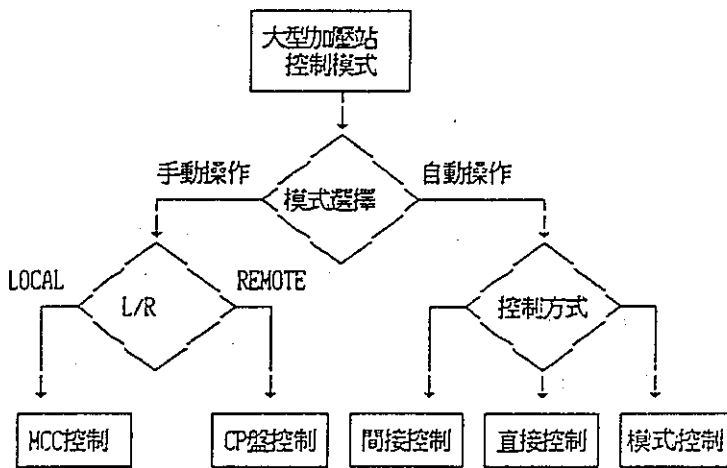 大型加壓站
控制模式
手動操作
模式選擇
自動操作
LOCAL
L/R
REMOTE
控制方式
MCC控制
CP盤控制
間接控制
直接控制
模式控制